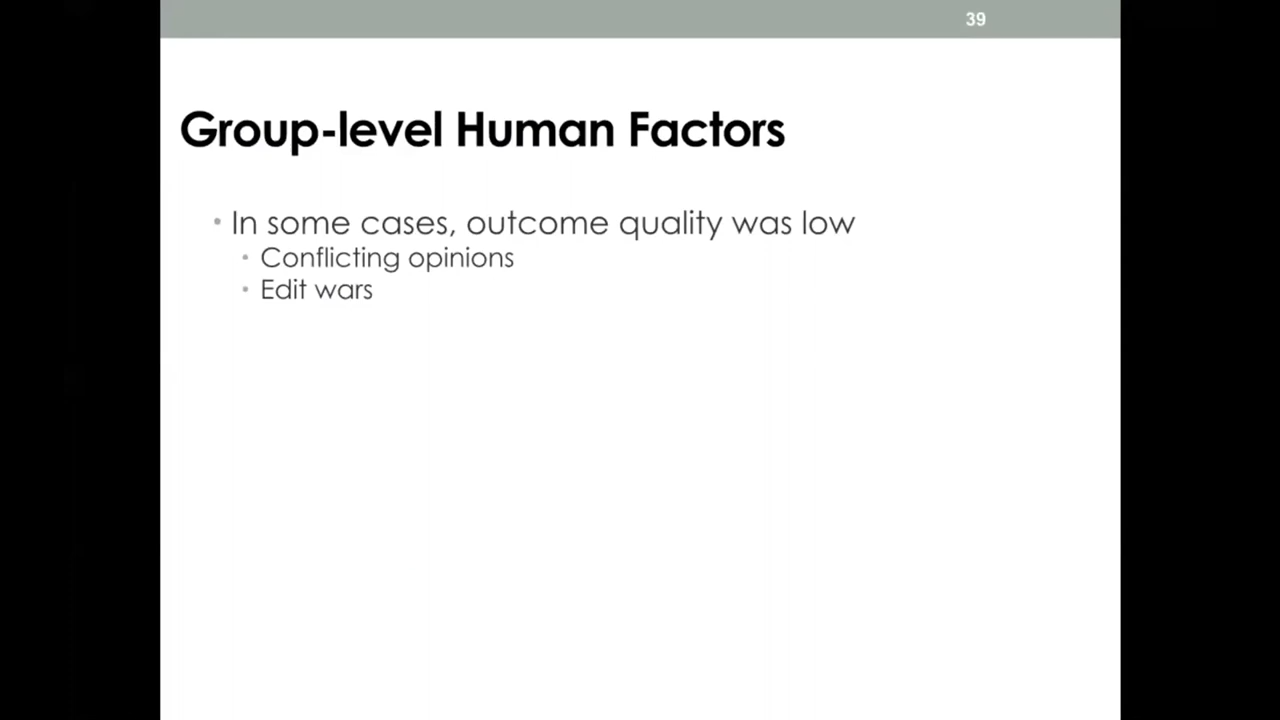 39
Group-level Human Factors
• In some cases, outcome quality was low
• Conflicting opinions
• Edit wars